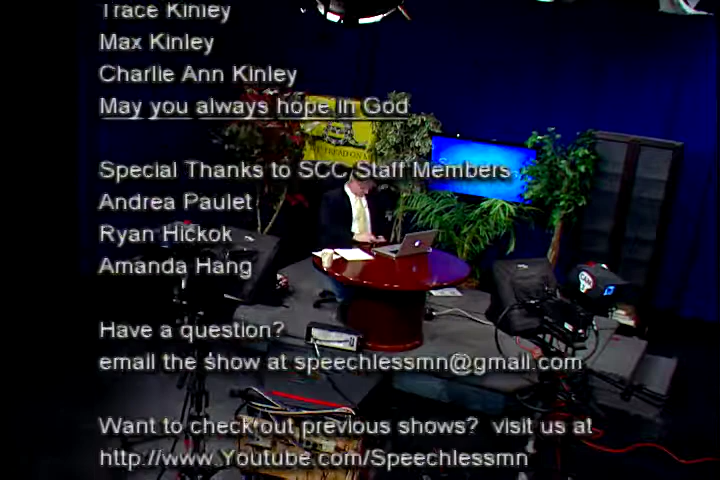 Trace Kinley
Max Kinley
Charlie Ann Kinley
May you always hope in God
Special Thanks to SCC Staff Members
Andrea Paulet
Ryan Hickok
Amanda Hang
Have a question?
email the show at speechlessmn@gmail.com
Want to check out previous shows? visit us at
http://www.Youtube.com/Speechlessmn